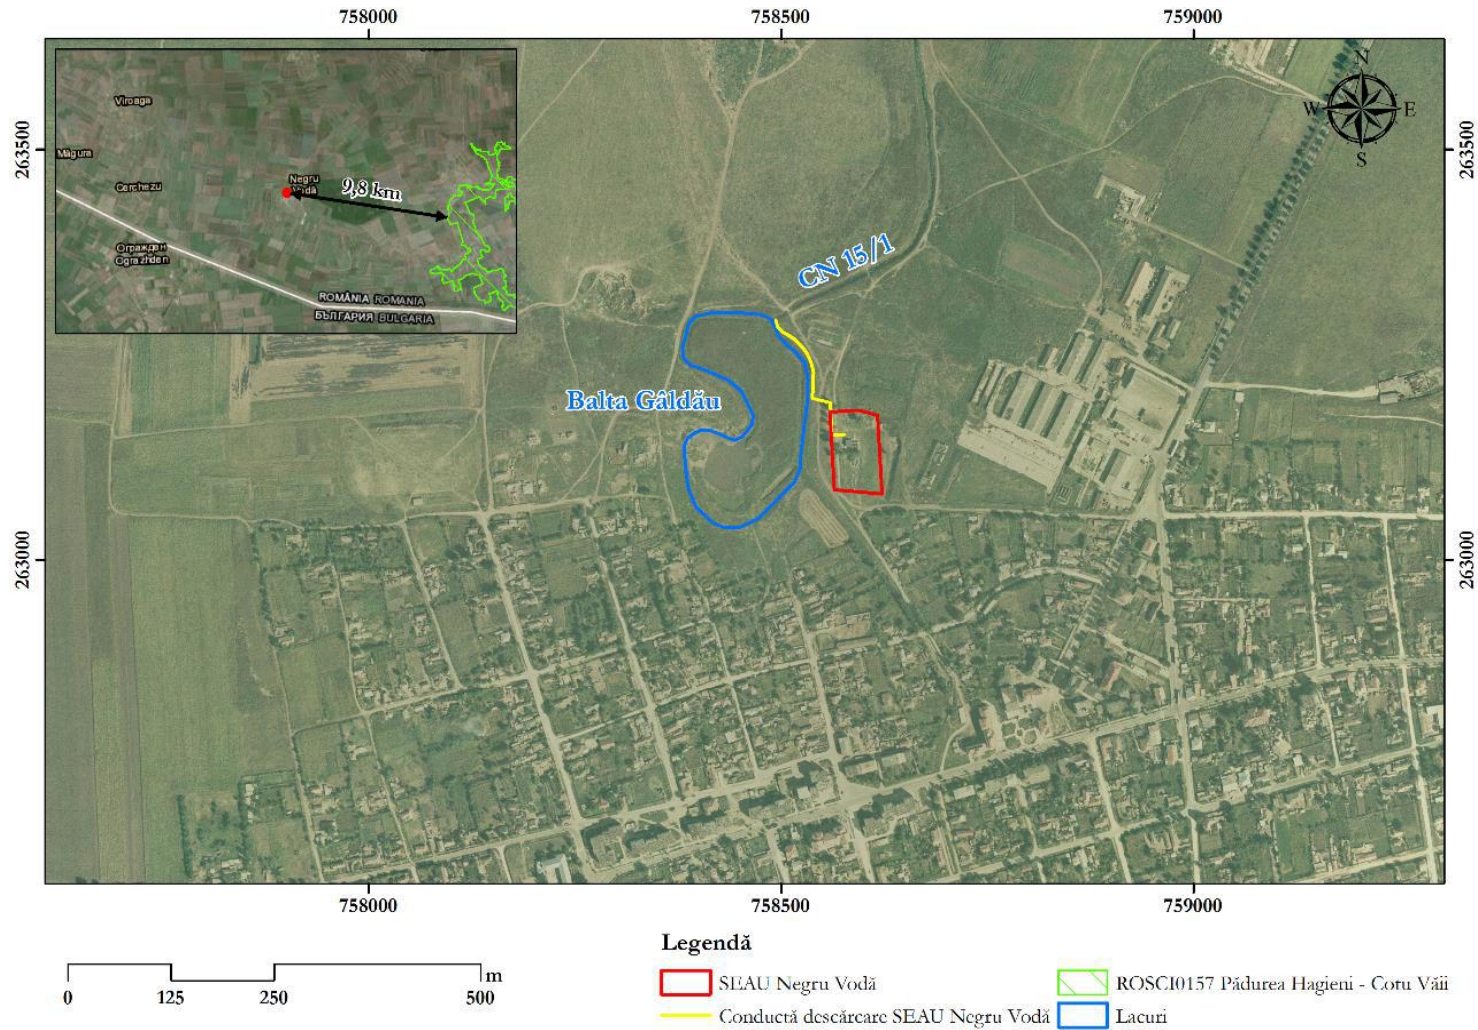 758000
758500
759000
263500
263500
263000
263000
Viroaga
Măgura
Cerchezu
Negru
Vodă
9,8 km
Ограждeн
Ograzhden
ROMÂNIA ROMANIA
БЪЛГАРИЯ BULGARIA
N
W
E
S
CN 15/1
Balta Gâldău
758000
758500
759000
m
0
125
250
500
Legendă
SEAU Negru Vodă
Conductă descărcare SEAU Negru Vodă
ROSCI0157 Pădurea Hagieni - Cotu Văii
Lacuri